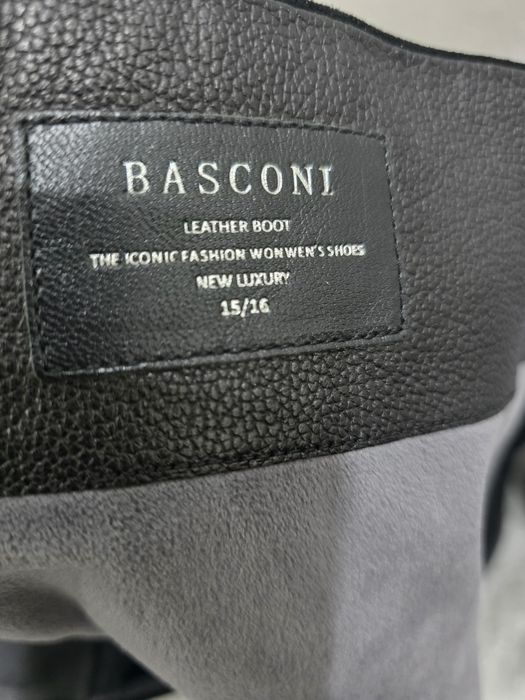 BASCONI
LEATHER BOOT
THE ICONIC FASHION WONWEN'S SHOES
NEW LUXURY
15/16